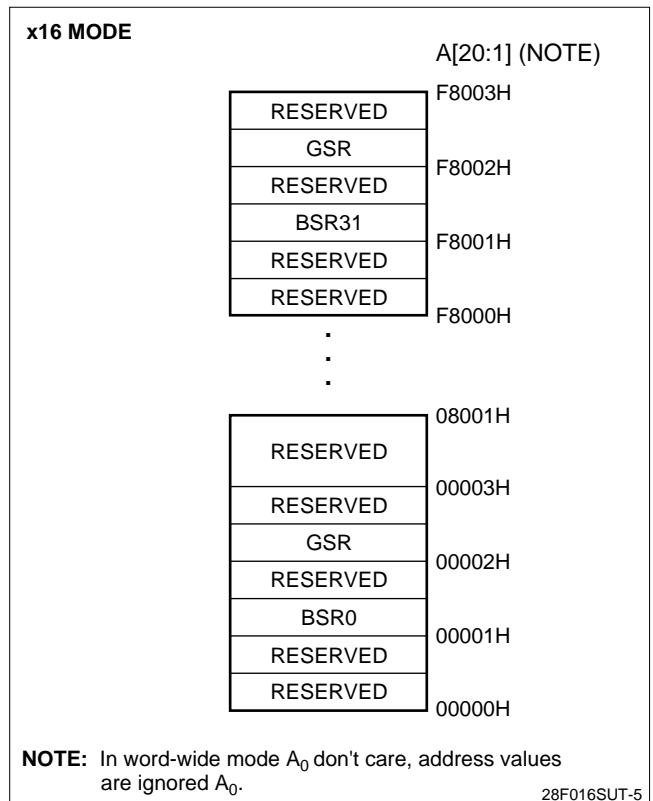 x16 MODE
A[20:1] (NOTE)
F8003H
RESERVED
GSR
F8002H
RESERVED
BSR31
F8001H
RESERVED
RESERVED
F8000H
.
.
.
08001H
RESERVED
00003H
RESERVED
GSR
00002H
RESERVED
BSR0
00001H
RESERVED
RESERVED
00000H
NOTE: In word-wide mode A0 don't care, address values
are ignored A0.
28F016SUT-5